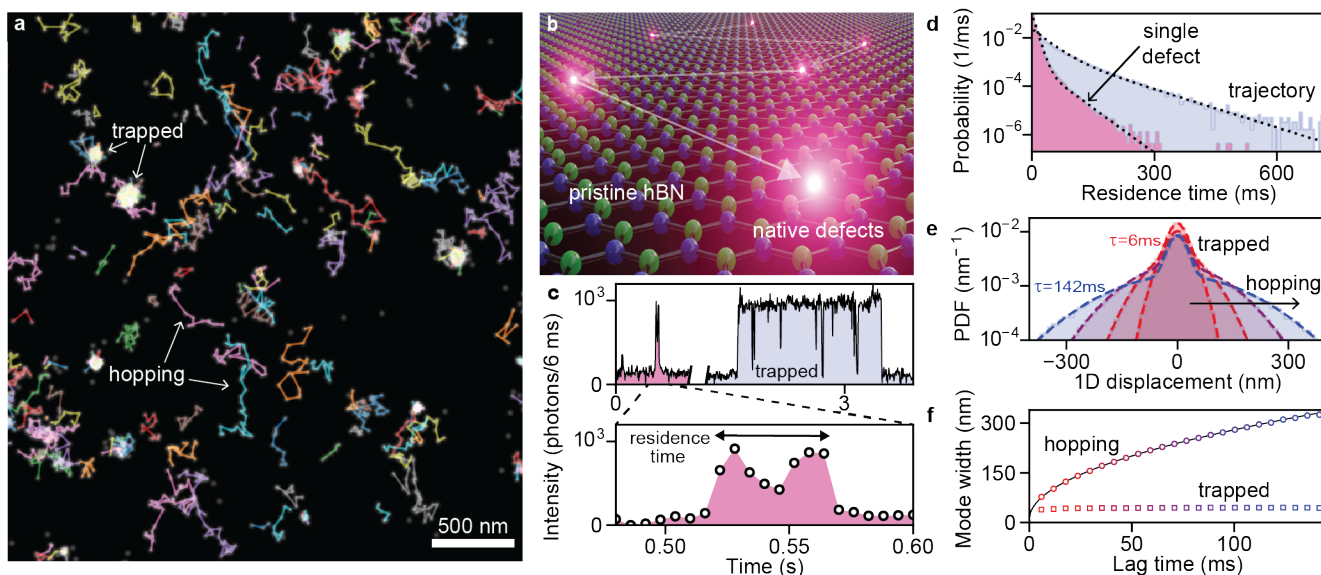 a
trapped
hopping
500 nm
b
pristine hBN
native defects
c
Intensity (photons/6 ms)
10³
0
trapped
0
3
10³
0
residence
time
0.50
0.55
0.60
Time (s)
d
Probability (1/ms)
10⁻²
10⁻⁴
10⁻⁶
single
defect
trajectory
0
300
600
Residence time (ms)
e
PDF (nm⁻¹)
10⁻²
10⁻³
10⁻⁴
τ=6ms
trapped
τ=142ms
hopping
−300
0
300
1D displacement (nm)
f
Mode width (nm)
300
150
0
hopping
trapped
0
50
100
Lag time (ms)